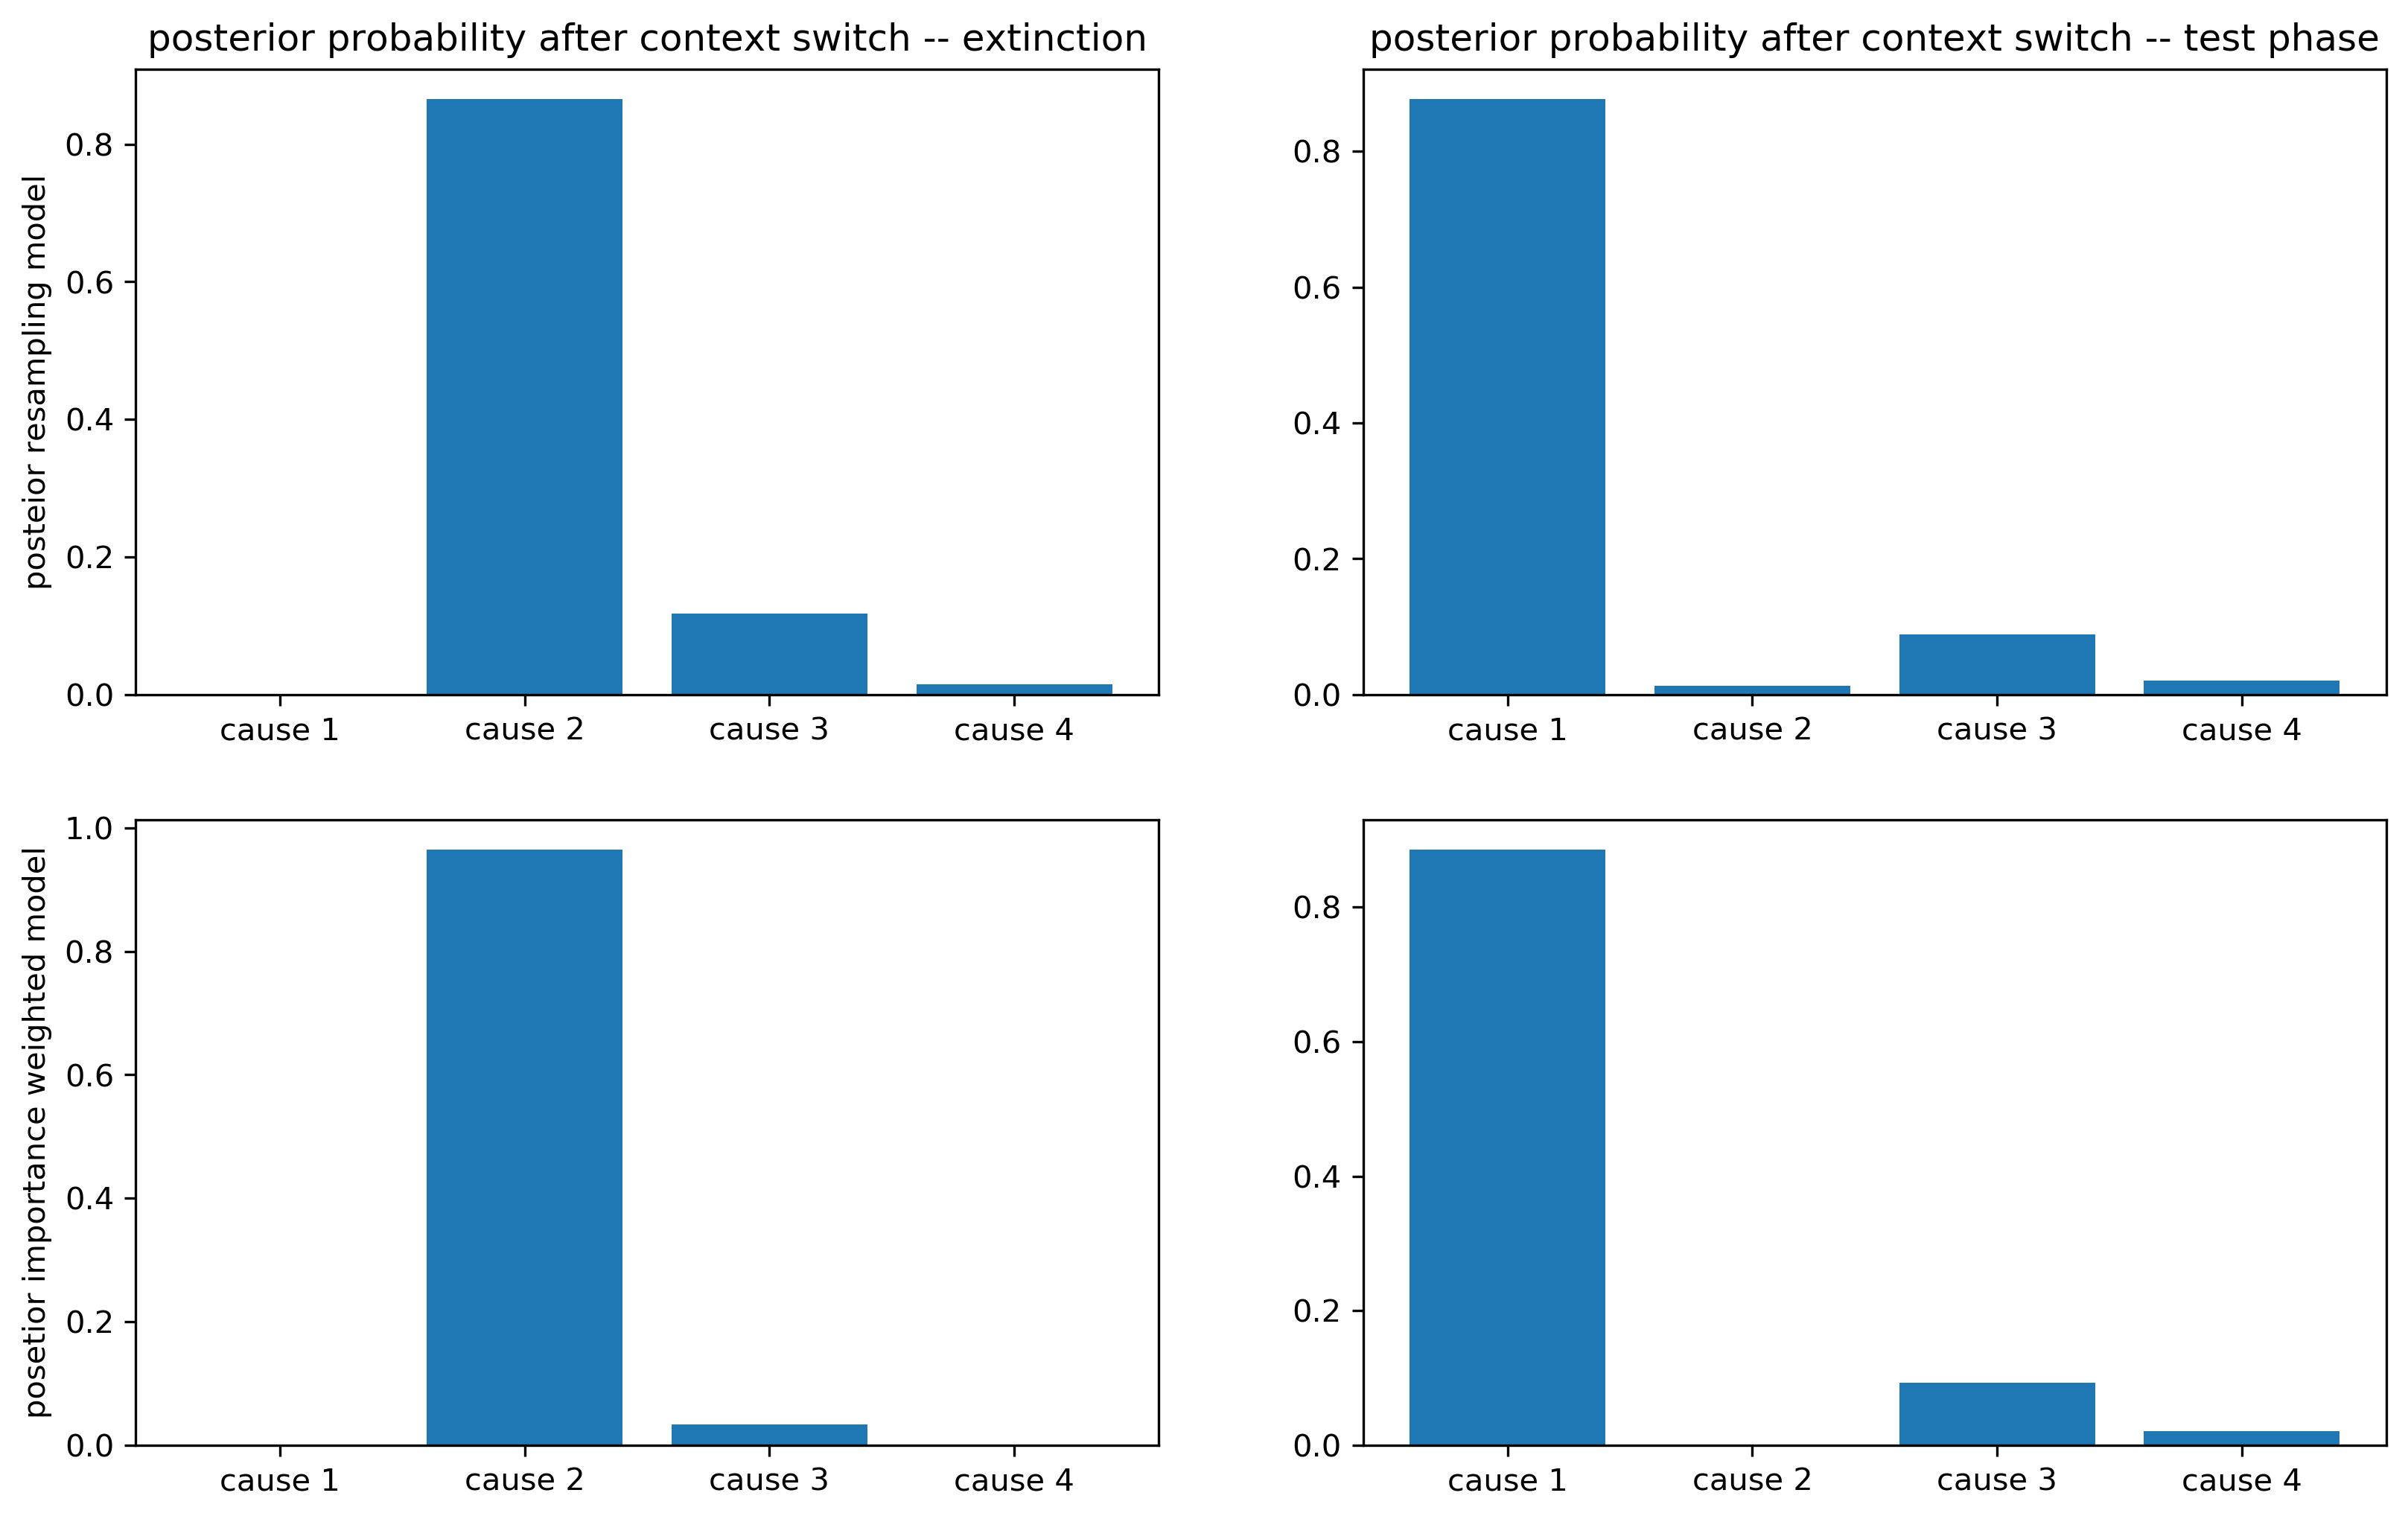 posterior probability after context switch -- extinction
posteior resampling model
0.8
0.6
0.4
0.2
0.0
cause 1 cause 2 cause 3 cause 4
posterior probability after context switch -- test phase
0.8
0.6
0.4
0.2
0.0
cause 1 cause 2 cause 3 cause 4
posetior importance weighted model
1.0
0.8
0.6
0.4
0.2
0.0
cause 1 cause 2 cause 3 cause 4
0.8
0.6
0.4
0.2
0.0
cause 1 cause 2 cause 3 cause 4